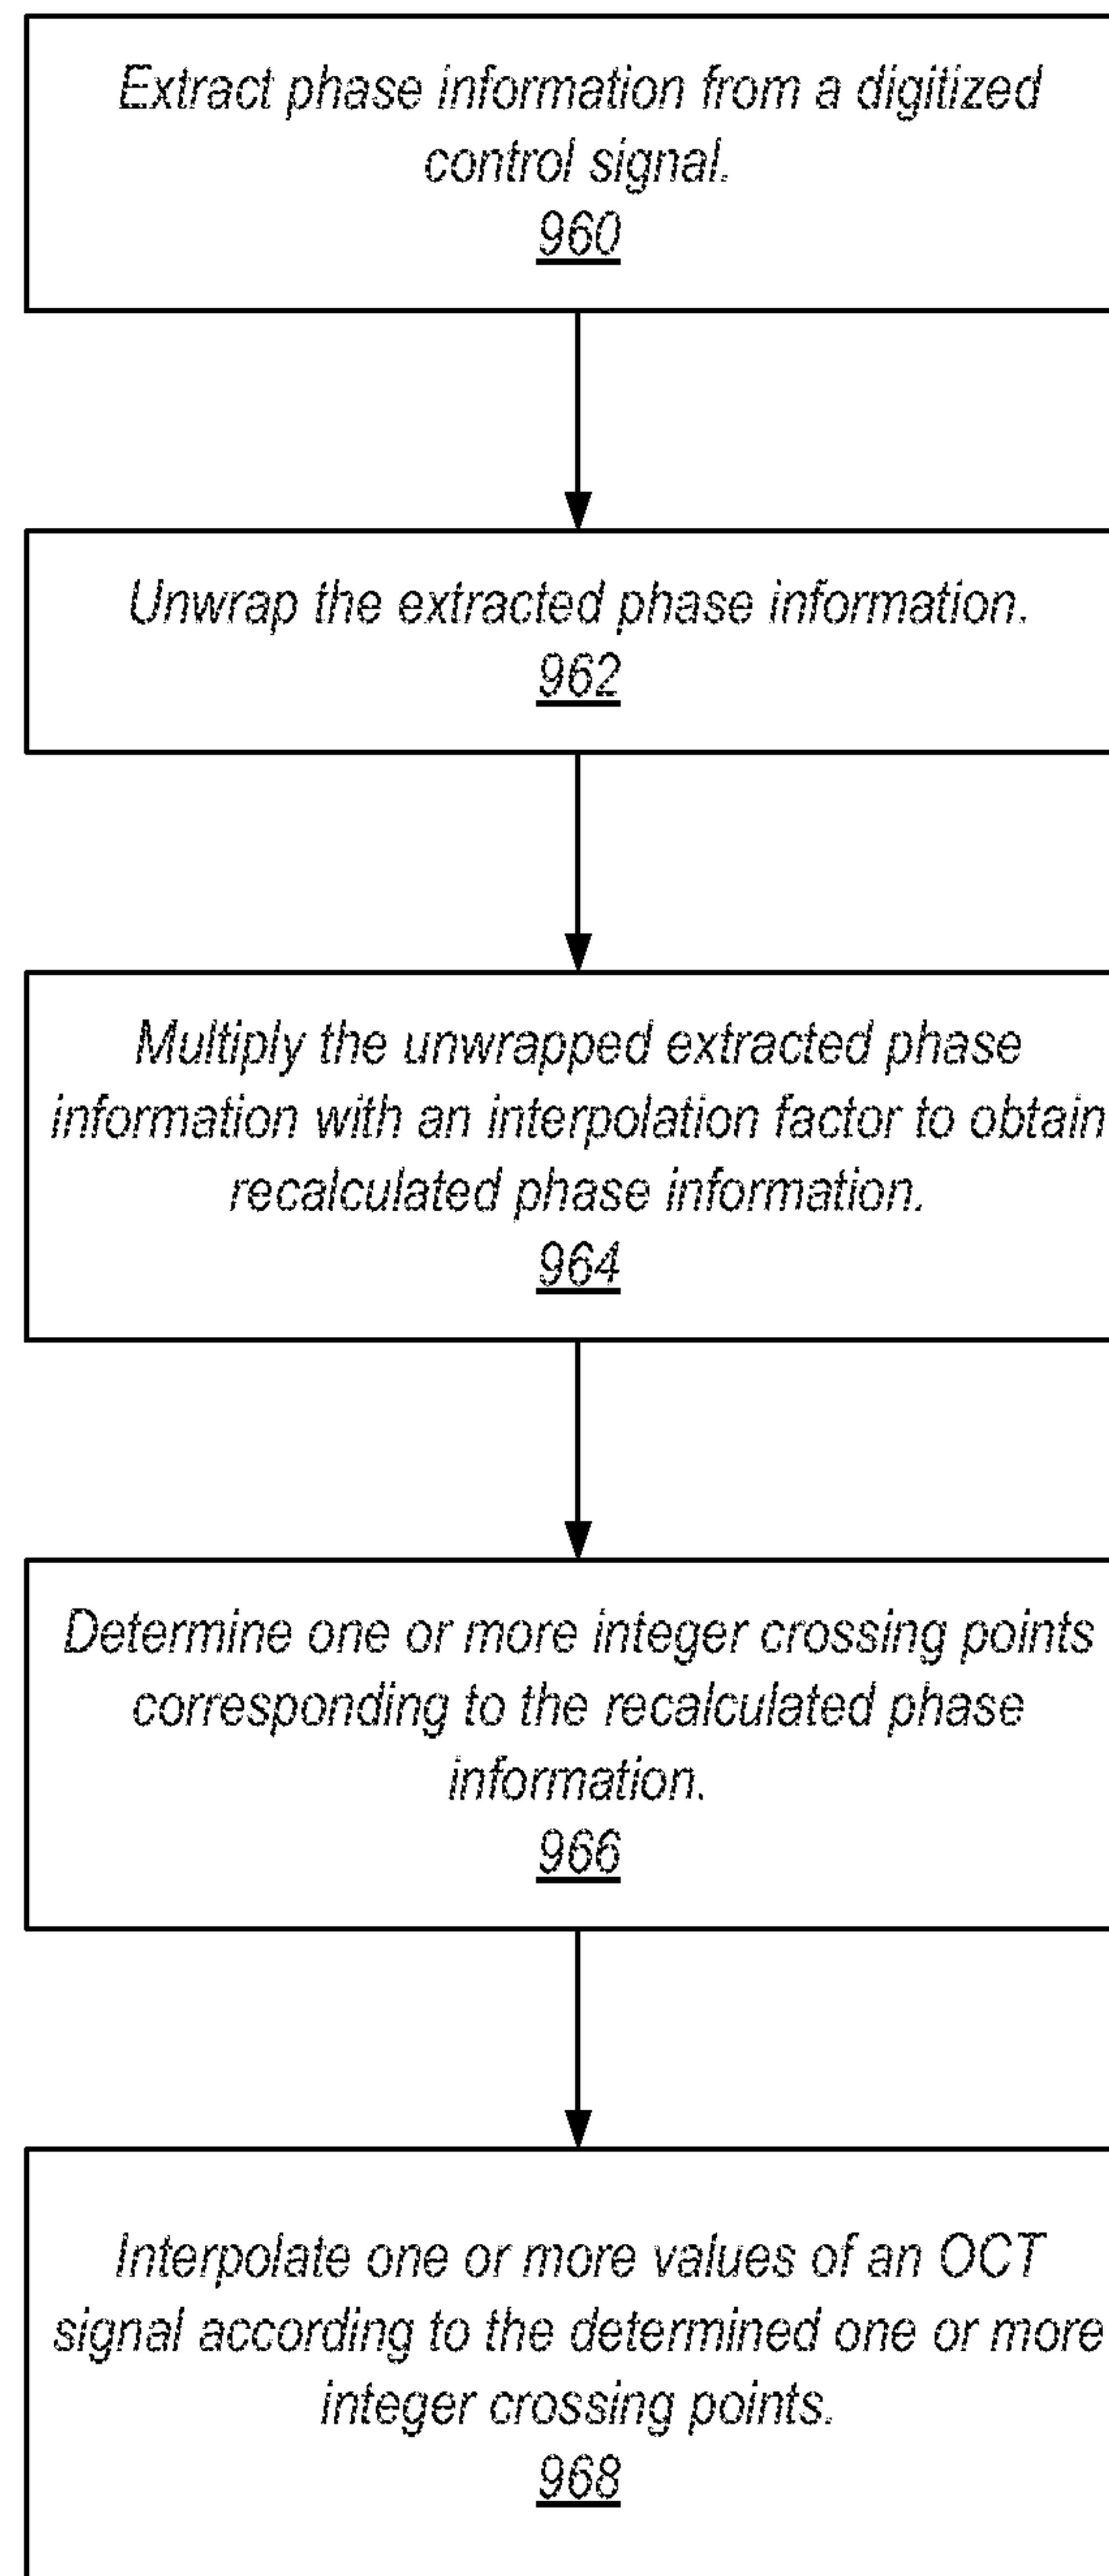 Extract phase information from a digitized
control signal.
960
Unwrap the extracted phase information.
962
Multiply the unwrapped extracted phase
information with an interpolation factor to obtain
recalculated phase information.
964
Determine one or more integer crossing points
corresponding to the recalculated phase
information.
966
Interpolate one or more values of an OCT
signal according to the determined one or more
integer crossing points.
968